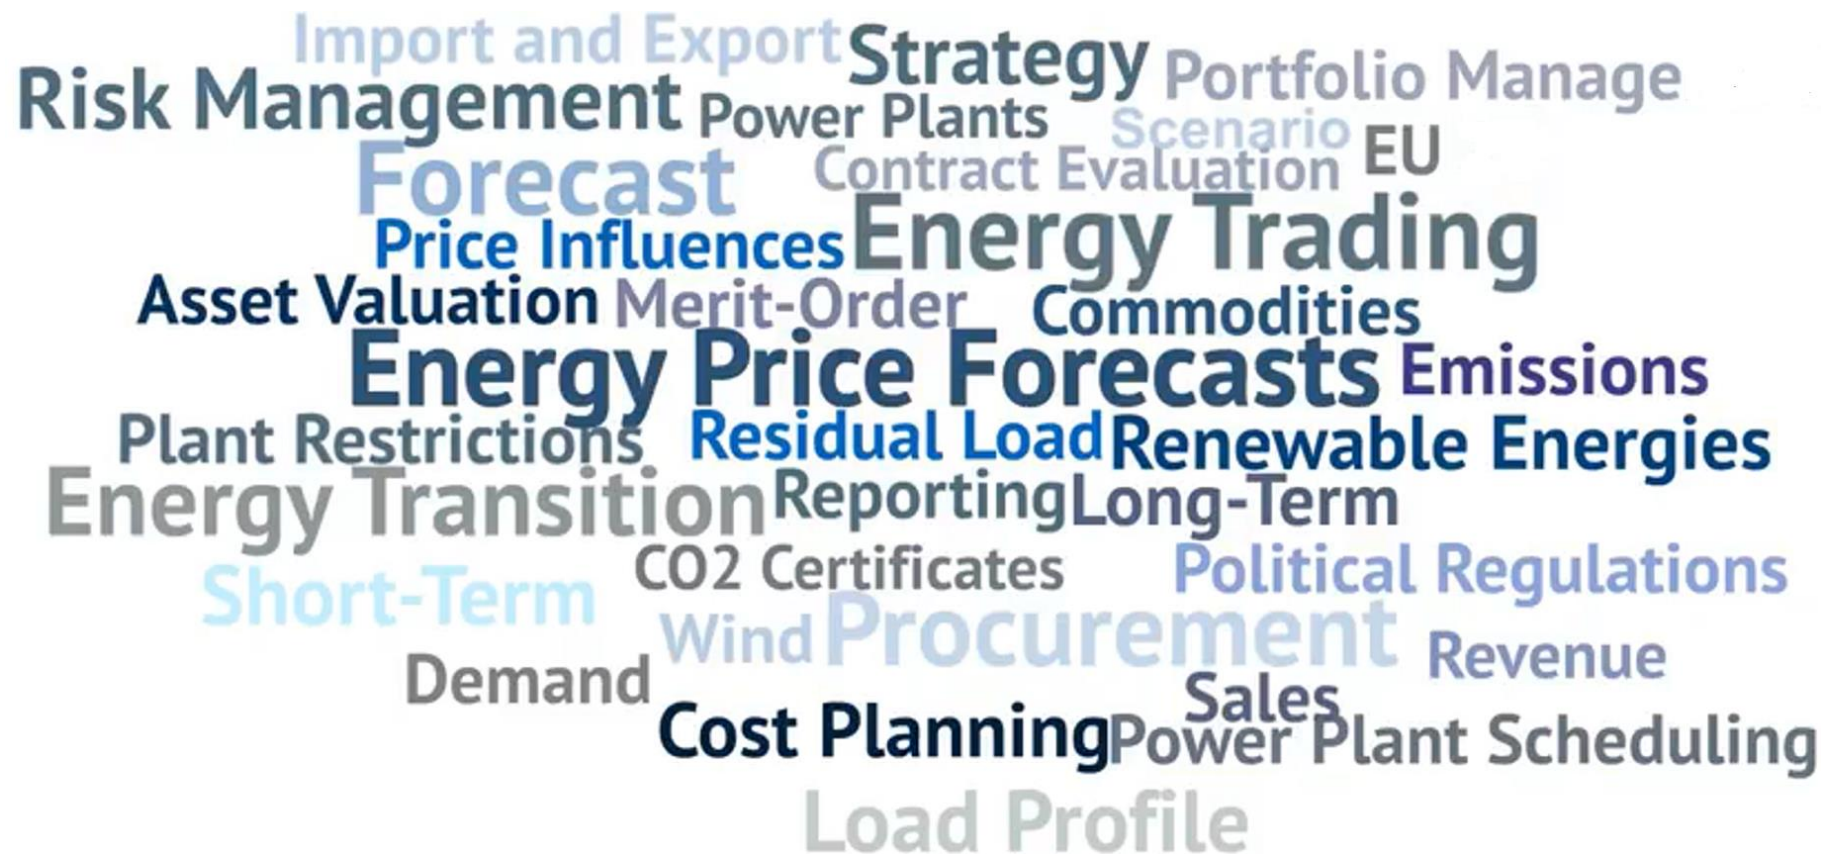 Import and Export
Strategy
Portfolio Manage
Risk Management
Power Plants
Scenario
EU
Forecast
Contract Evaluation
Price Influences
Energy Trading
Asset Valuation
Merit-Order
Commodities
Energy Price Forecasts
Emissions
Plant Restrictions
Residual Load
Renewable Energies
Energy Transition
Reporting
Long-Term
Short-Term
CO2 Certificates
Political Regulations
Wind
Procurement
Revenue
Demand
Sales
Cost Planning
Power Plant Scheduling
Load Profile